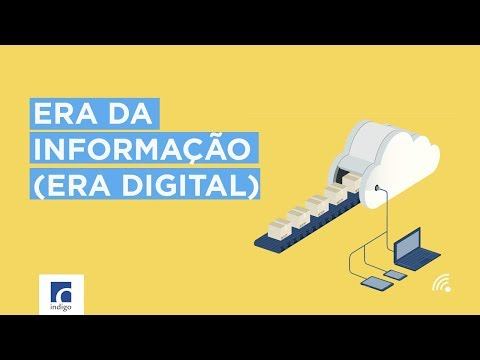 ERA DA
INFORMAÇÃO
(ERA DIGITAL)
indigo